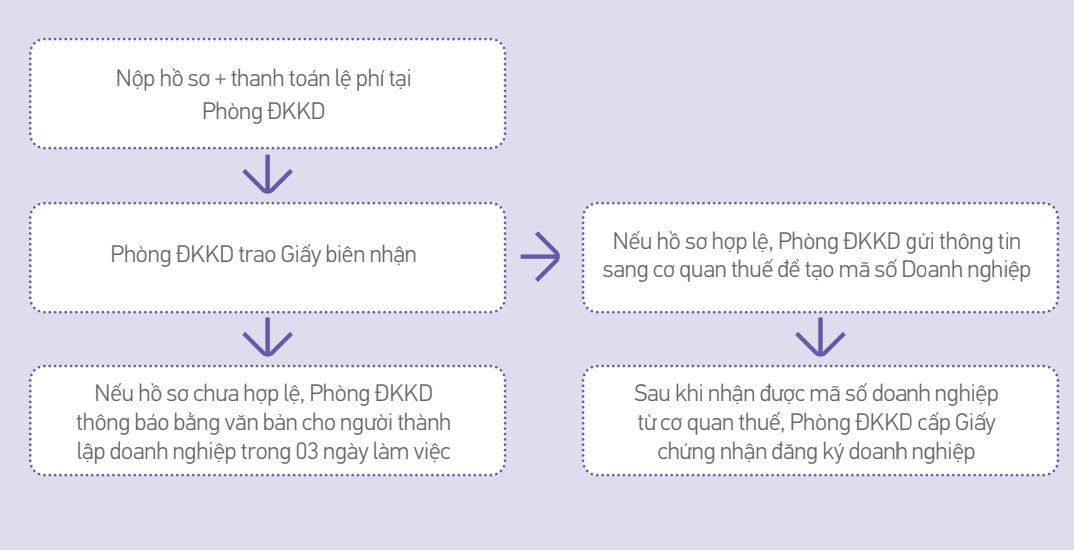 Nộp hồ sơ + thanh toán lệ phí tại
Phòng ĐKKD
Phòng ĐKKD trao Giấy biên nhận
Nếu hồ sơ hợp lệ, Phòng ĐKKD gửi thông tin
sang cơ quan thuế để tạo mã số Doanh nghiệp
Nếu hồ sơ chưa hợp lệ, Phòng ĐKKD
thông báo bằng văn bản cho người thành
lập doanh nghiệp trong 03 ngày làm việc
Sau khi nhận được mã số doanh nghiệp
từ cơ quan thuế, Phòng ĐKKD cấp Giấy
chứng nhận đăng ký doanh nghiệp